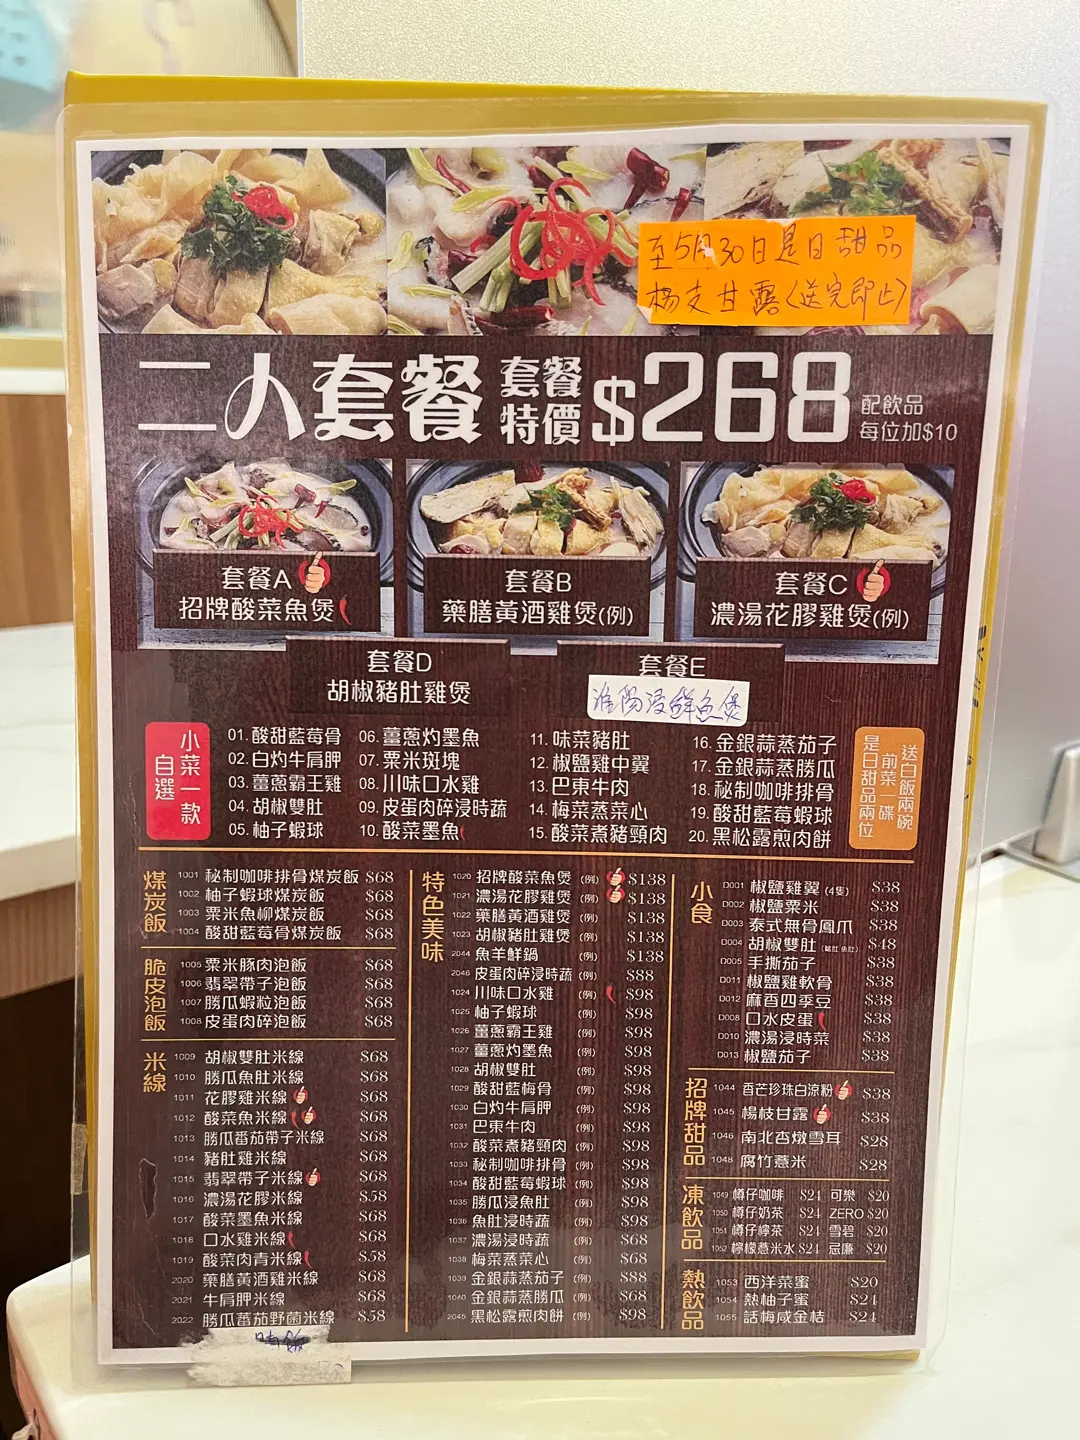 至5月30日是日甜品
楊支甘露〈送完即止〉
二人套餐 套餐特價 $268 配飲品每位加$10
套餐A
招牌酸菜魚煲
套餐B
藥膳黃酒雞煲(例)
套餐C
濃湯花膠雞煲(例)
套餐D
胡椒豬肚雞煲
套餐E
淮陽浸鮮魚煲
小菜一款自選
01.酸甜藍莓骨
02.白灼牛肩胛
03.薑蔥霸王雞
04.胡椒雙肚
05.柚子蝦球
06.薑蔥灼墨魚
07.粟米斑塊
08.川味口水雞
09.皮蛋肉碎浸時蔬
10.酸菜墨魚
11.味菜豬肚
12.椒鹽雞中翼
13.巴東牛肉
14.梅菜蒸菜心
15.酸菜煮豬頸肉
16.金銀蒜蒸茄子
17.金銀蒜蒸勝瓜
18.秘制咖啡排骨
19.酸甜藍莓蝦球
20.黑松露煎肉餅
送白飯兩碗
前菜一碟
是日甜品兩位
煤炭飯
1001 秘制咖啡排骨煤炭飯 $68
1002 柚子蝦球煤炭飯 $68
1003 粟米魚柳煤炭飯 $68
1004 酸甜藍莓骨煤炭飯 $68
脆皮泡飯
1005 粟米豚肉泡飯 $68
1006 翡翠帶子泡飯 $68
1007 勝瓜蝦粒泡飯 $68
1008 皮蛋肉碎泡飯 $68
米線
1009 胡椒雙肚米線 $68
1010 勝瓜魚肚米線 $68
1011 花膠雞米線 $68
1012 酸菜魚米線 $68
1013 勝瓜番茄帶子米線 $68
1014 豬肚雞米線 $68
1015 翡翠帶子米線 $68
1016 濃湯花膠米線 $58
1017 酸菜墨魚米線 $68
1018 口水雞米線 $68
1019 酸菜肉青米線 $58
2020 藥膳黃酒雞米線 $68
2021 牛肩胛米線 $68
2022 勝瓜番茄野菌米線 $58
特色美味
1020 招牌酸菜魚煲 (例) $138
1021 濃湯花膠雞煲 (例) $138
1022 藥膳黃酒雞煲 (例) $138
1023 胡椒豬肚雞煲 (例) $138
2044 魚羊鮮鍋 (例) $138
2046 皮蛋肉碎浸時蔬 (例) $88
1024 川味口水雞 (例) $98
1025 柚子蝦球 (例) $98
1026 薑蔥霸王雞 (例) $98
1027 薑蔥灼墨魚 (例) $98
1028 胡椒雙肚 (例) $98
1029 酸甜藍梅骨 (例) $98
1030 白灼牛肩胛 (例) $98
1031 巴東牛肉 (例) $98
1032 酸菜煮豬頸肉 (例) $98
1033 秘制咖啡排骨 (例) $98
1034 酸甜藍莓蝦球 (例) $98
1035 勝瓜浸魚肚 (例) $98
1036 魚肚浸時蔬 (例) $98
1037 濃湯浸時蔬 (例) $68
1038 梅菜蒸菜心 (例) $68
1039 金銀蒜蒸茄子 (例) $88
1040 金銀蒜蒸勝瓜 (例) $68
2045 黑松露煎肉餅 (例) $98
小食
D001 椒鹽雞翼(4隻) $38
D002 椒鹽粟米 $38
D003 泰式無骨鳳爪 $38
D004 胡椒雙肚(豬肚 魚肚) $48
D005 手撕茄子 $38
D011 椒鹽雞軟骨 $38
D012 麻香四季豆 $38
D008 口水皮蛋 $38
D010 濃湯浸時菜 $38
D013 椒鹽茄子 $38
招牌甜品
1044 香芒珍珠白涼粉 $38
1045 楊枝甘露 $38
1046 南北杏燉雪耳 $28
1048 腐竹薏米 $28
凍飲品
1049 樽仔咖啡 $24 可樂 $20
1050 樽仔奶茶 $24 ZERO $20
1051 樽仔檸茶 $24 雪碧 $20
1052 檸檬薏米水 $24 忌廉 $20
熱飲品
1053 西洋菜蜜 $20
1054 熱柚子蜜 $24
1055 話梅咸金桔 $24